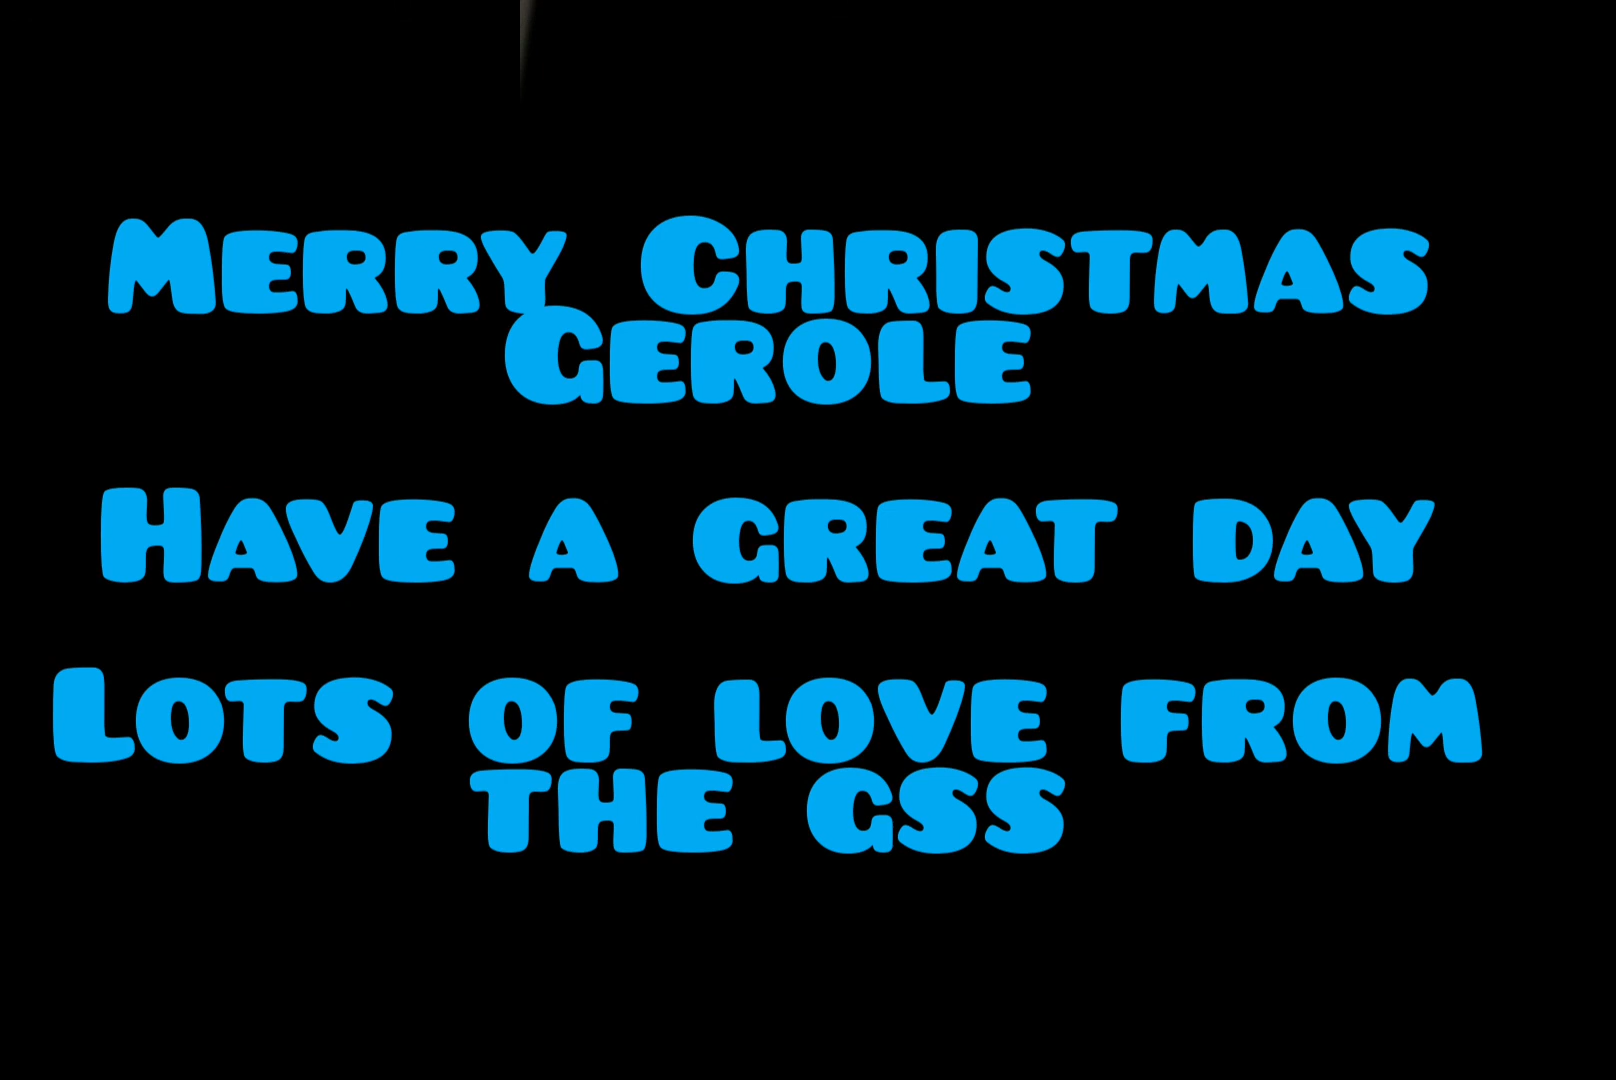 Merry Christmas
Gerole
Have a great day
Lots of love from
the GSS